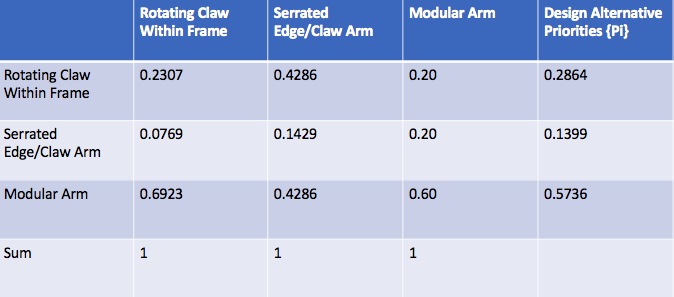 Rotating Claw Within Frame Serrated Edge/Claw Arm Modular Arm Design Alternative Priorities {Pi}
Rotating Claw Within Frame 0.2307 0.4286 0.20 0.2864
Serrated Edge/Claw Arm 0.0769 0.1429 0.20 0.1399
Modular Arm 0.6923 0.4286 0.60 0.5736
Sum 1 1 1